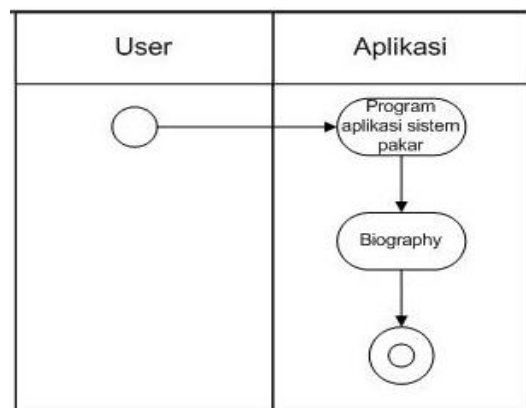 User
Aplikasi
Program
aplikasi sistem
pakar
Biography